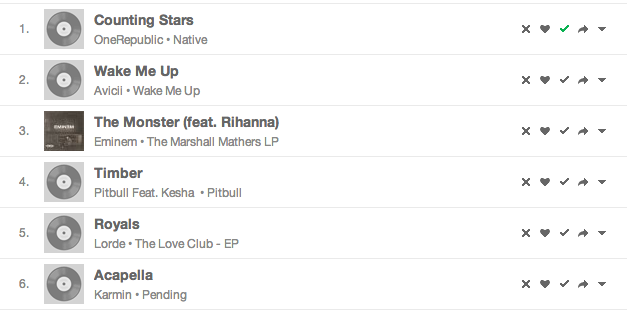 1. Counting Stars
OneRepublic • Native
2. Wake Me Up
Avicii • Wake Me Up
EMINEM
3. The Monster (feat. Rihanna)
Eminem • The Marshall Mathers LP
4. Timber
Pitbull Feat. Kesha • Pitbull
5. Royals
Lorde • The Love Club - EP
6. Acapella
Karmin • Pending